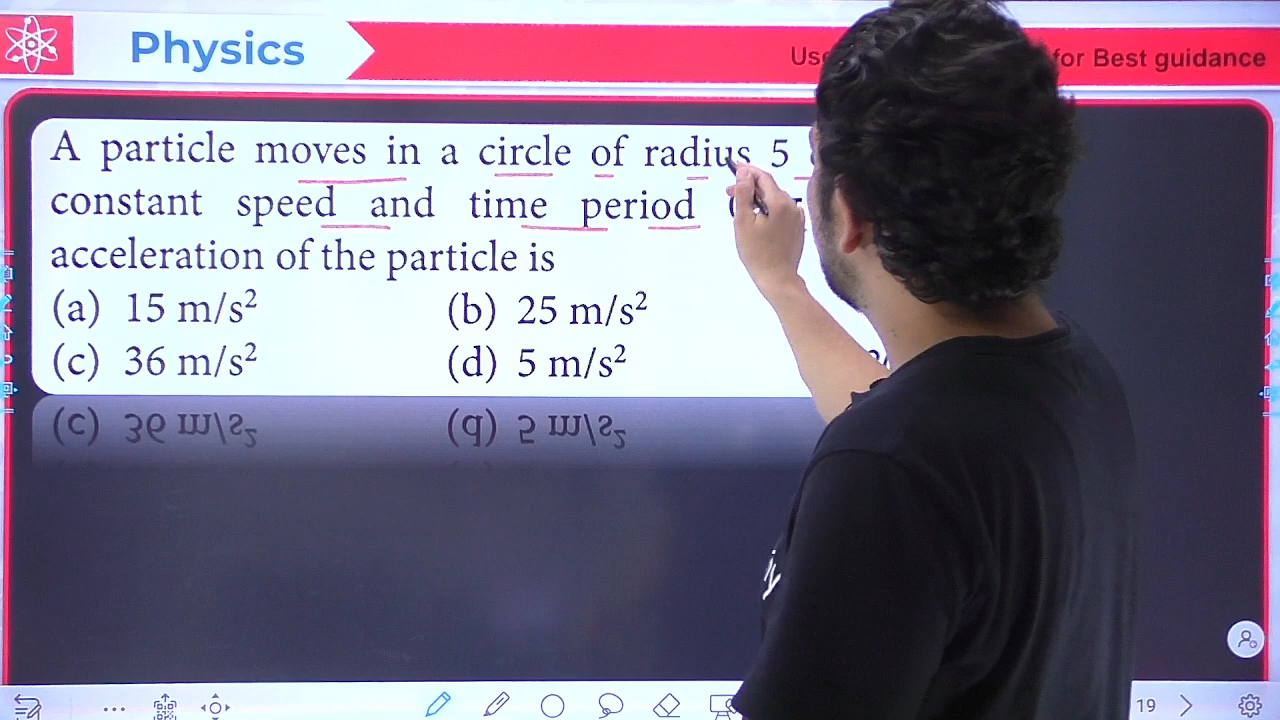 Physics
for Best guidance
A particle moves in a circle of radius 5
constant speed and time period
acceleration of the particle is
(a) 15 m/s²
(b) 25 m/s²
(c) 36 m/s²
(d) 5 m/s²
19